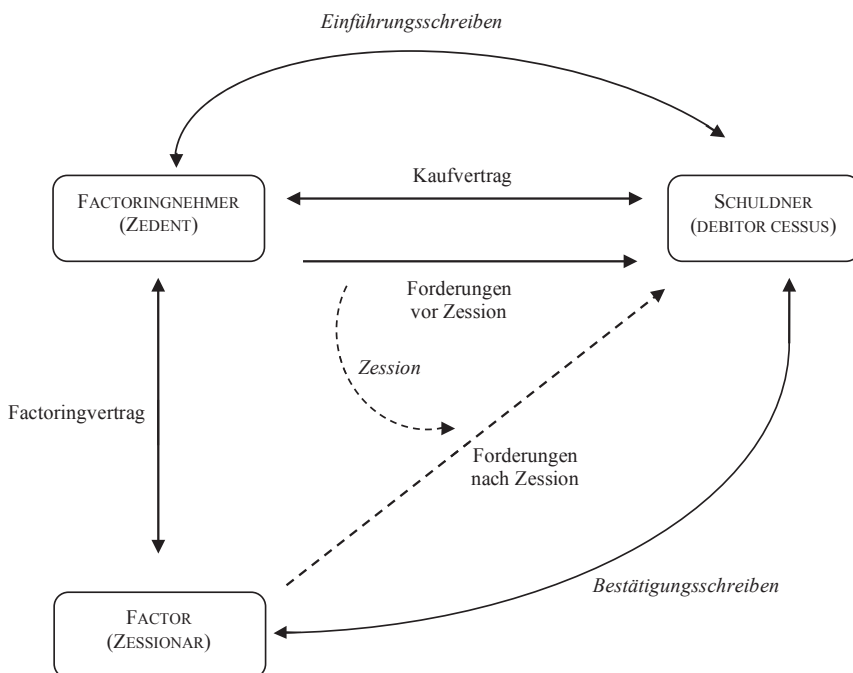 Einführungsschreiben
FACTORINGNEHMER
(ZEDENT)
Kaufvertrag
SCHULDNER
(DEBITOR CESSUS)
Forderungen
vor Zession
Zession
Factoringvertrag
Forderungen
nach Zession
Bestätigungsschreiben
FACTOR
(ZESSIONAR)